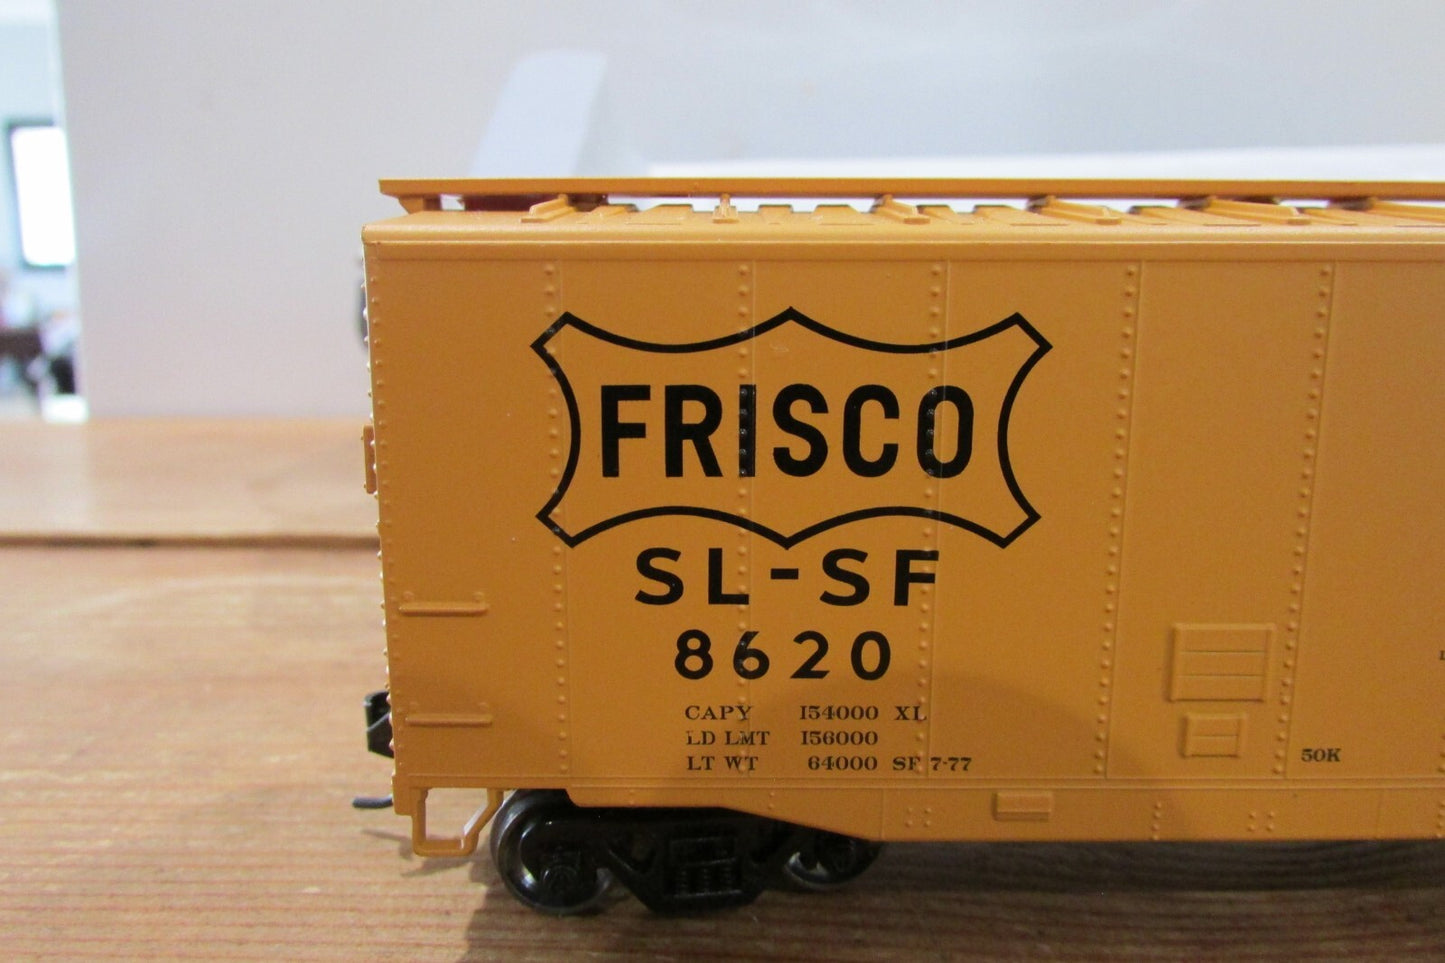 FRISCO
SL-SF
8620
CAPY 154000 XL
LD LMT 156000
LT WT 64000 SF 7-77
50K